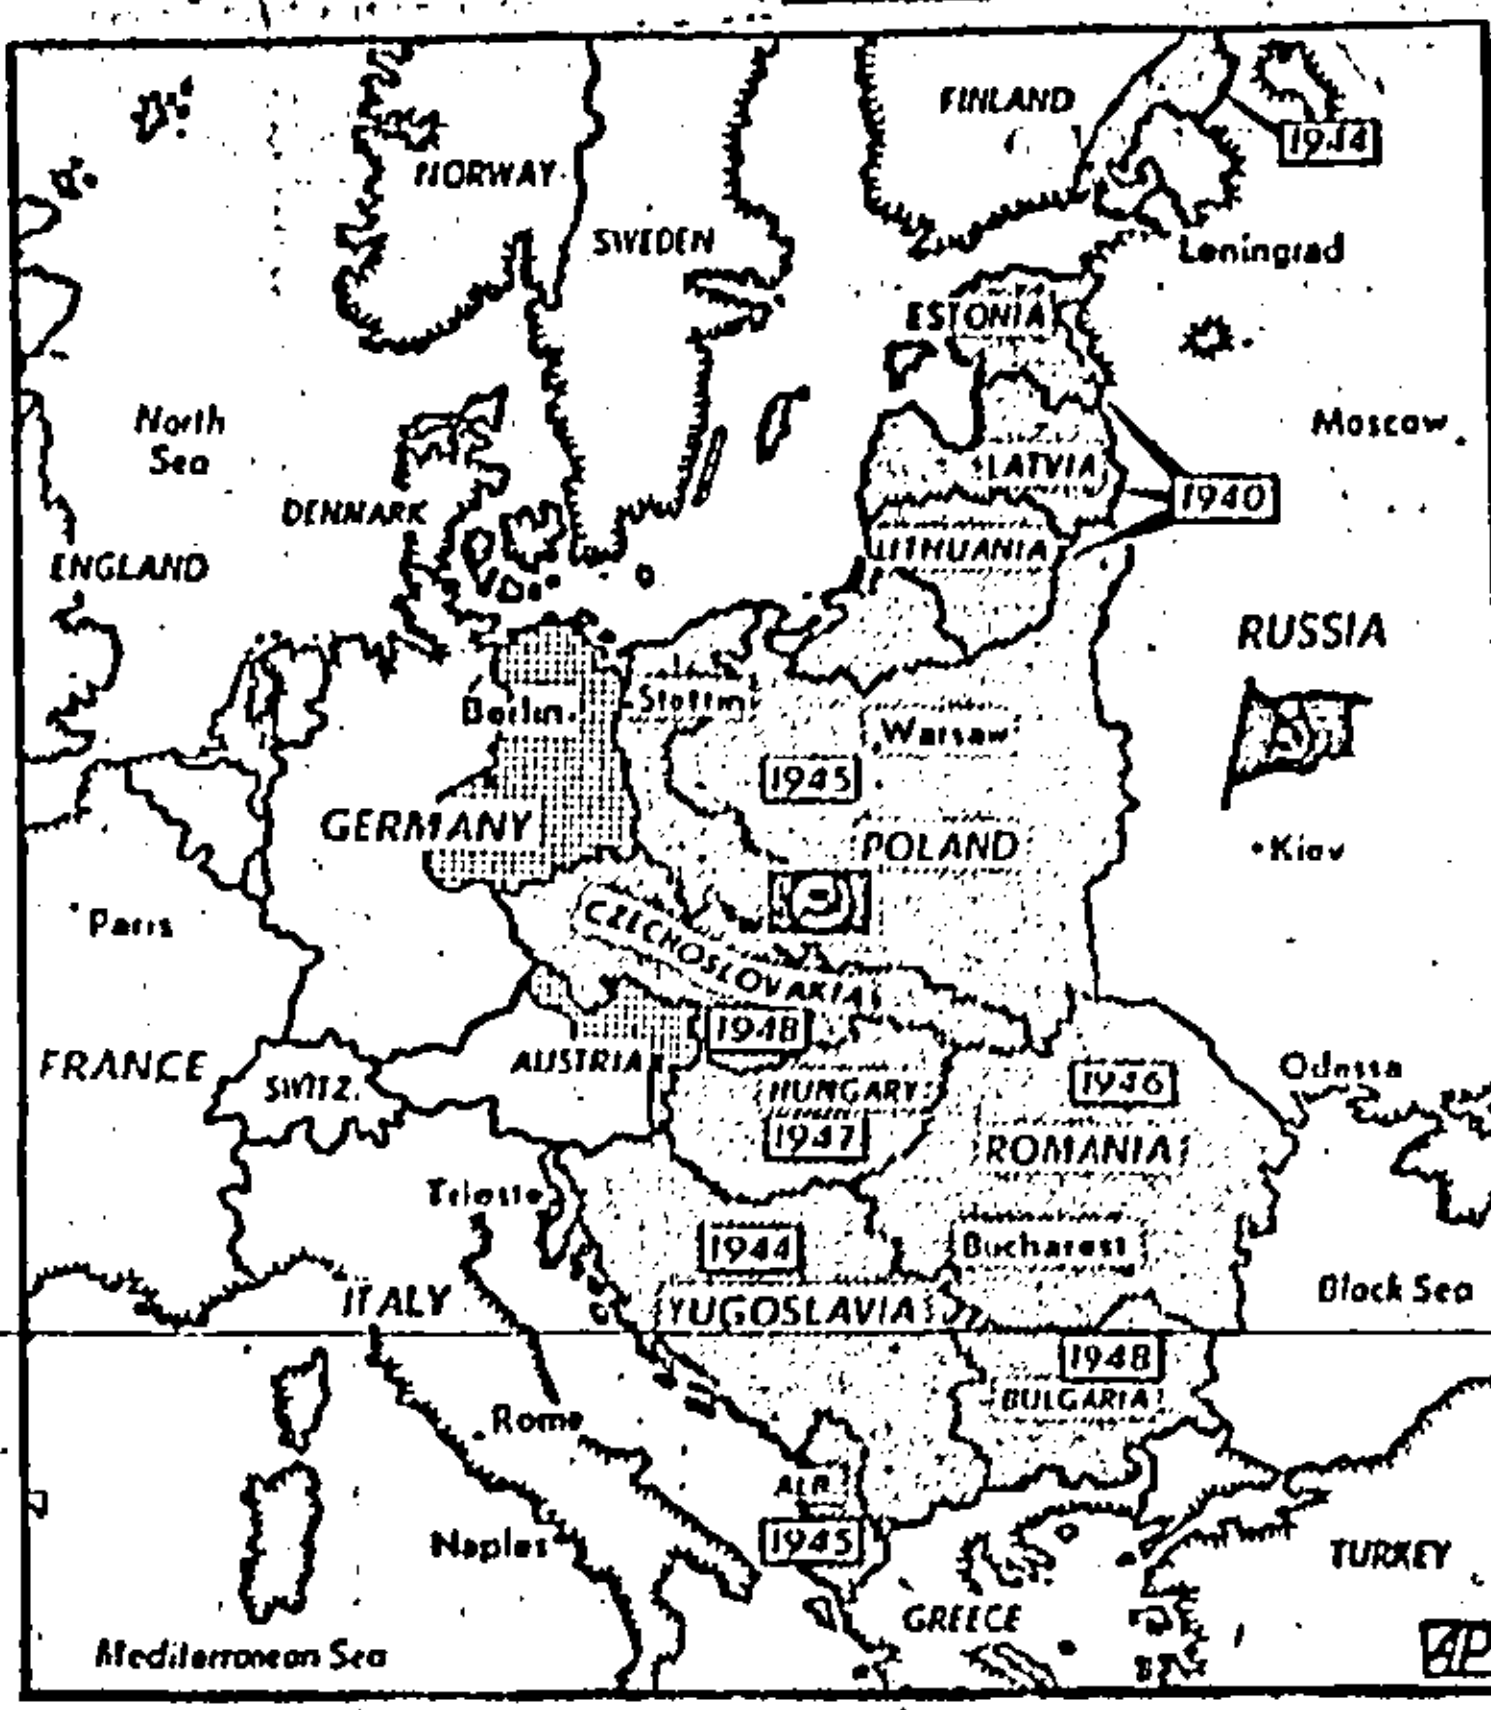 FINLAND
1944
NORWAY
SWEDEN
Leningrad
ESTONIA
North
Sea
Moscow
LATVIA
1940
DENMARK
LITHUANIA
ENGLAND
RUSSIA
Berlin
Stettin
Warsaw
1945
GERMANY
POLAND
Kiev
Paris
CZECHOSLOVAKIA
1948
FRANCE
AUSTRIA
SWITZ.
HUNGARY
1946
Odessa
1947
ROMANIA
Trieste
1944
Bucharest
ITALY
YUGOSLAVIA
Black Sea
1948
BULGARIA
Rome
ALB.
Naples
1945
TURKEY
GREECE
Mediterranean Sea
AP